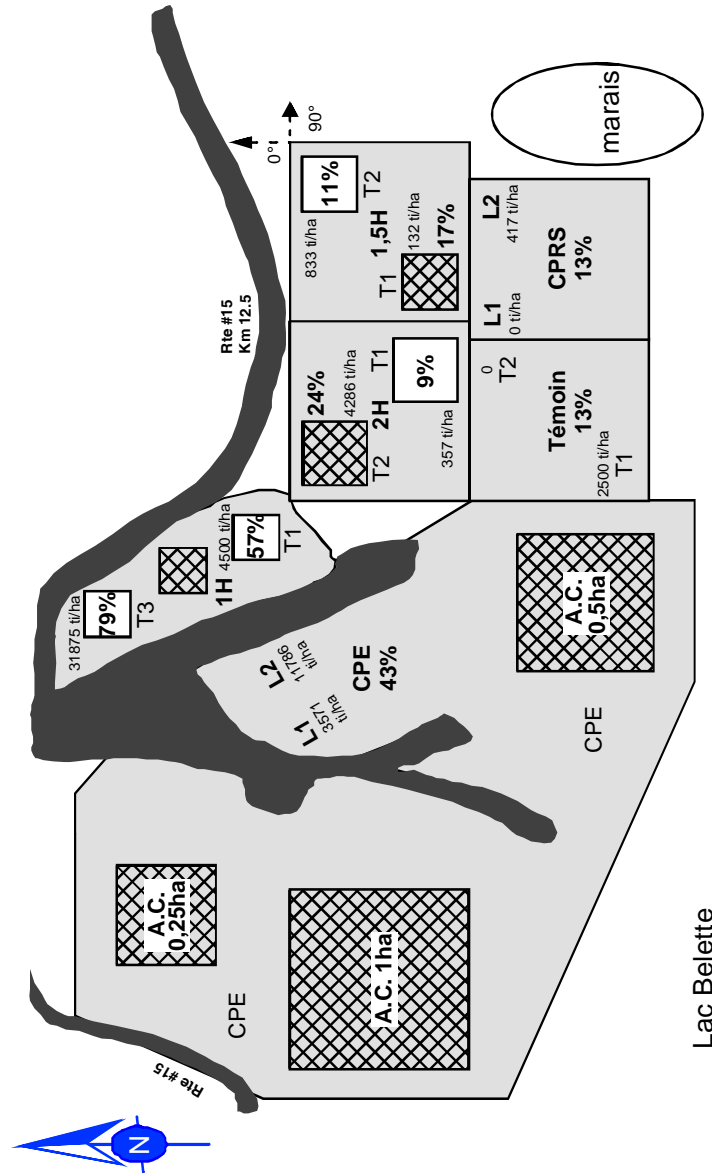 N
Rte #15
CPE
A.C.
0,25ha
A.C. 1ha
Lac Belette
31875 ti/ha
79%
T3
1H
4500 ti/ha
57%
T1
L1
3571
ti/ha
L2
11786
ti/ha
CPE
43%
CPE
A.C.
0,5ha
Rte #15
Km 12.5
0°
90°
24%
4286 ti/ha
T2
2H
T1
9%
357 ti/ha
833 ti/ha
11%
T2
1,5H
T1
132 ti/ha
17%
0
T2
Témoin
13%
2500 ti/ha
T1
L1
0 ti/ha
L2
417 ti/ha
CPRS
13%
marais